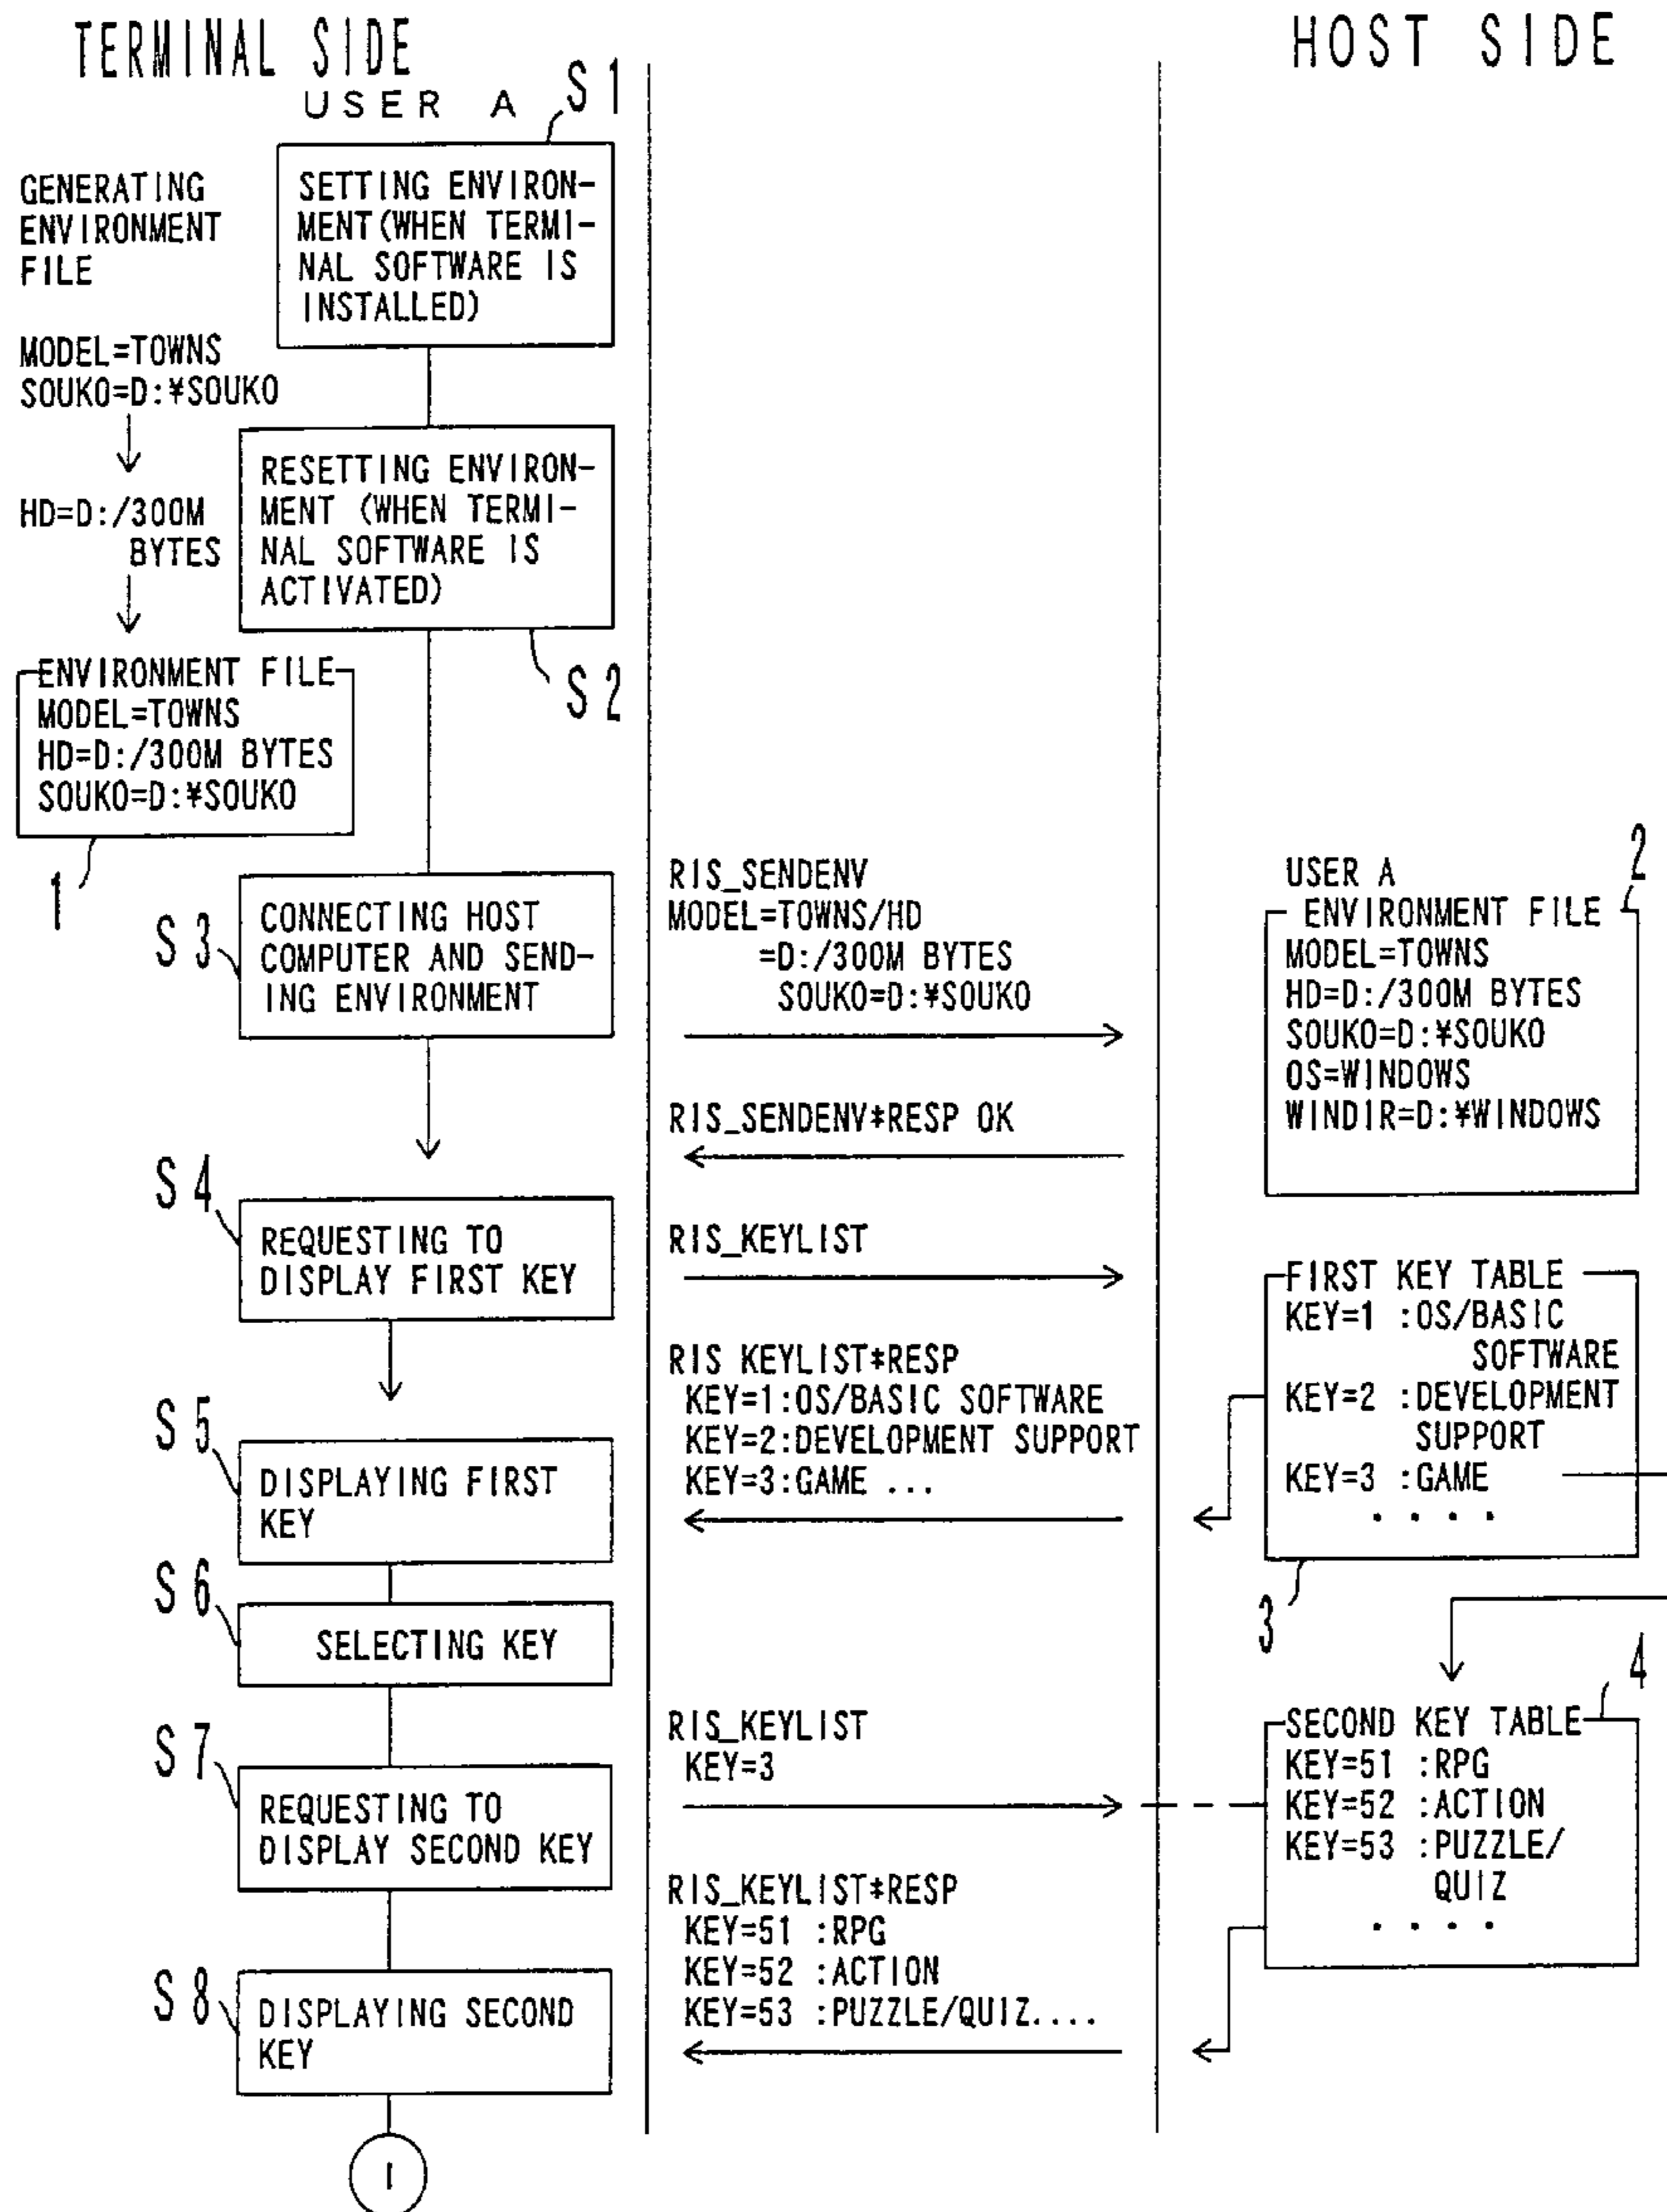 TERMINAL SIDE
HOST SIDE
USER A
S1
GENERATING
ENVIRONMENT
FILE
SETTING ENVIRON-
MENT(WHEN TERMI-
NAL SOFTWARE IS
INSTALLED)
MODEL=TOWNS
SOUKO=D:¥SOUKO
HD=D:/300M
BYTES
RESETTING ENVIRON-
MENT (WHEN TERMI-
NAL SOFTWARE IS
ACTIVATED)
S2
ENVIRONMENT FILE
MODEL=TOWNS
HD=D:/300M BYTES
SOUKO=D:¥SOUKO
1
S3
CONNECTING HOST
COMPUTER AND SEND-
ING ENVIRONMENT
RIS_SENDENV
MODEL=TOWNS/HD
=D:/300M BYTES
SOUKO=D:¥SOUKO
RIS_SENDENV*RESP OK
2
USER A
ENVIRONMENT FILE
MODEL=TOWNS
HD=D:/300M BYTES
SOUKO=D:¥SOUKO
OS=WINDOWS
WINDIR=D:¥WINDOWS
S4
REQUESTING TO
DISPLAY FIRST KEY
RIS_KEYLIST
FIRST KEY TABLE
KEY=1 :OS/BASIC
SOFTWARE
KEY=2 :DEVELOPMENT
SUPPORT
KEY=3 :GAME
. . . .
3
RIS KEYLIST*RESP
KEY=1:OS/BASIC SOFTWARE
KEY=2:DEVELOPMENT SUPPORT
KEY=3:GAME ...
S5
DISPLAYING FIRST
KEY
S6
SELECTING KEY
S7
REQUESTING TO
DISPLAY SECOND KEY
RIS_KEYLIST
KEY=3
4
SECOND KEY TABLE
KEY=51 :RPG
KEY=52 :ACTION
KEY=53 :PUZZLE/
QUIZ
. . . .
RIS_KEYLIST*RESP
KEY=51 :RPG
KEY=52 :ACTION
KEY=53 :PUZZLE/QUIZ....
S8
DISPLAYING SECOND
KEY
1